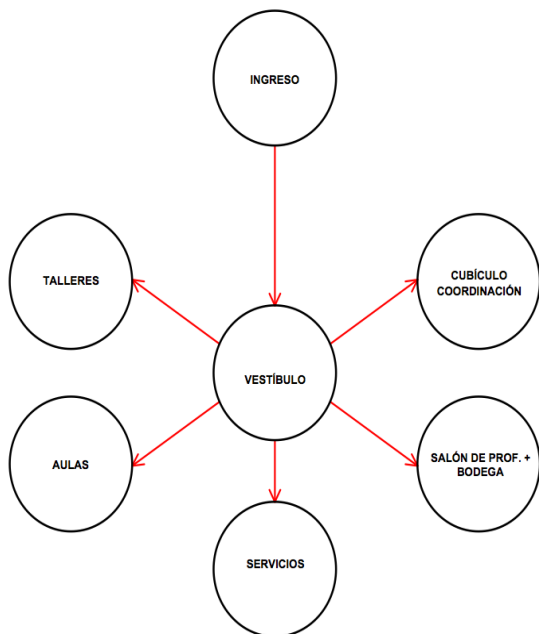 INGRESO
TALLERES
CUBÍCULO
COORDINACIÓN
VESTÍBULO
AULAS
SALÓN DE PROF. +
BODEGA
SERVICIOS